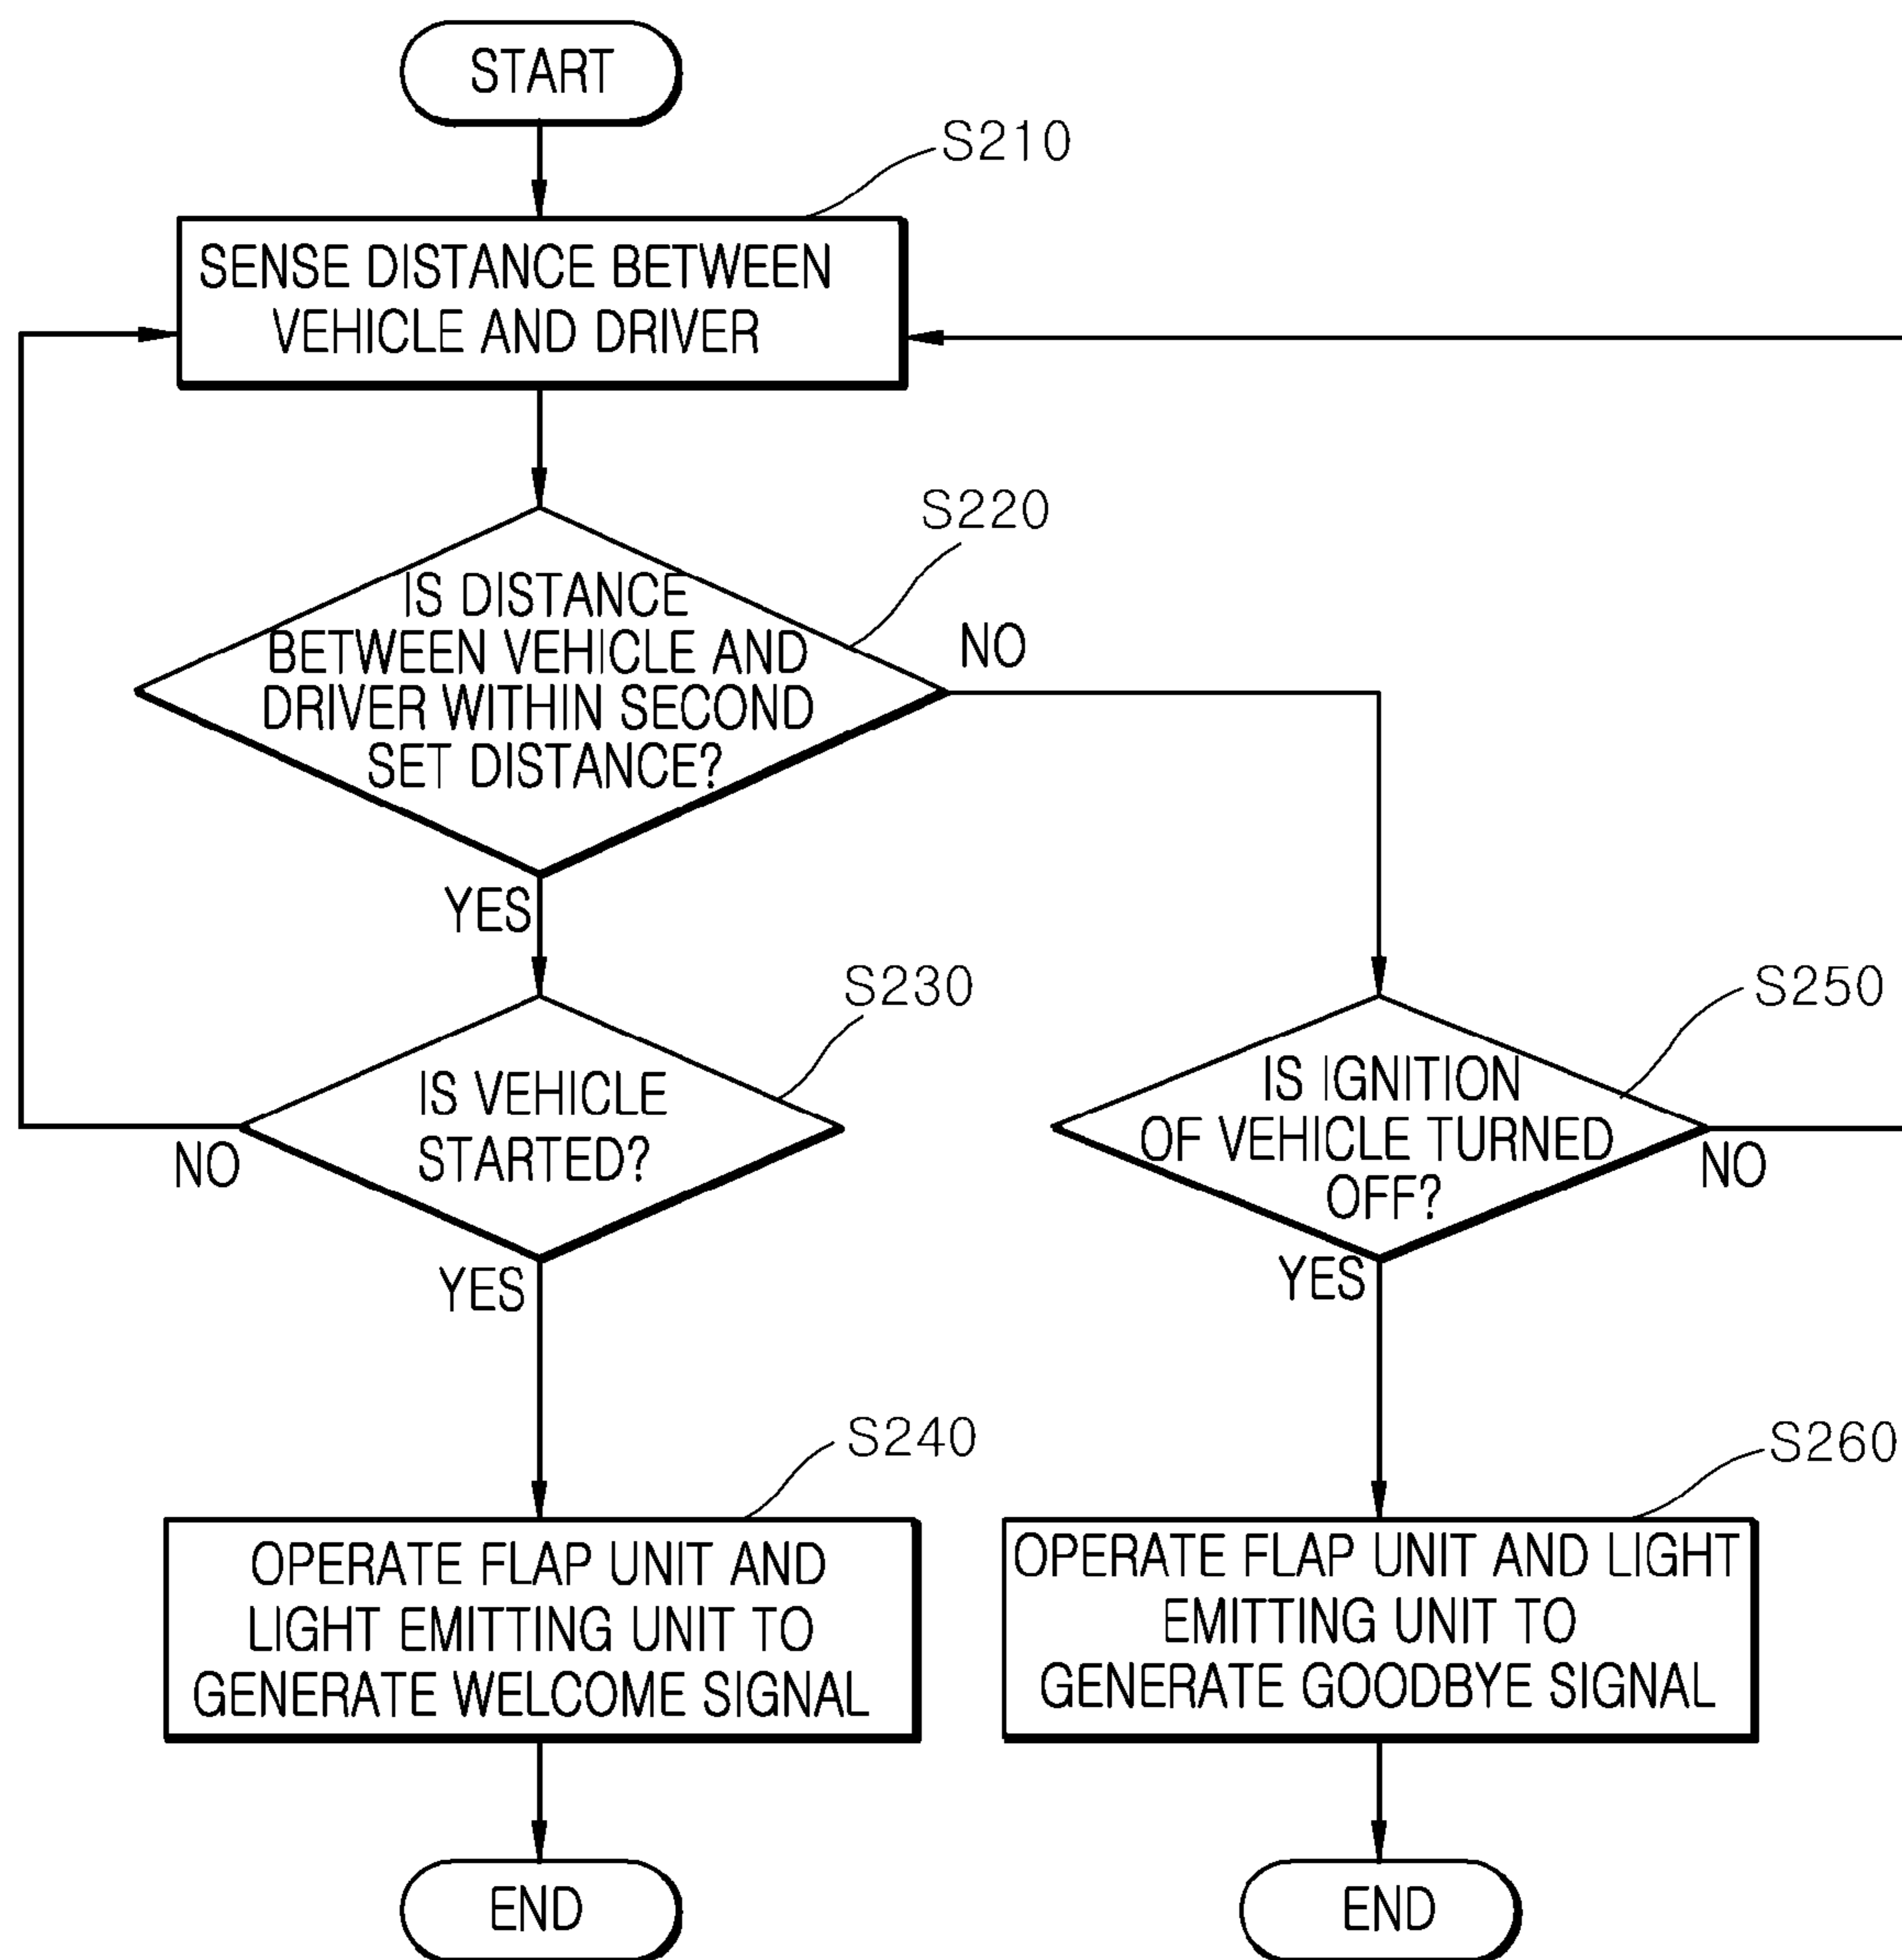 START
S210
SENSE DISTANCE BETWEEN
VEHICLE AND DRIVER
S220
IS DISTANCE
BETWEEN VEHICLE AND
DRIVER WITHIN SECOND
SET DISTANCE?
NO
YES
S230
IS VEHICLE
STARTED?
NO
YES
S250
IS IGNITION
OF VEHICLE TURNED
OFF?
NO
YES
S240
OPERATE FLAP UNIT AND
LIGHT EMITTING UNIT TO
GENERATE WELCOME SIGNAL
S260
OPERATE FLAP UNIT AND LIGHT
EMITTING UNIT TO
GENERATE GOODBYE SIGNAL
END
END